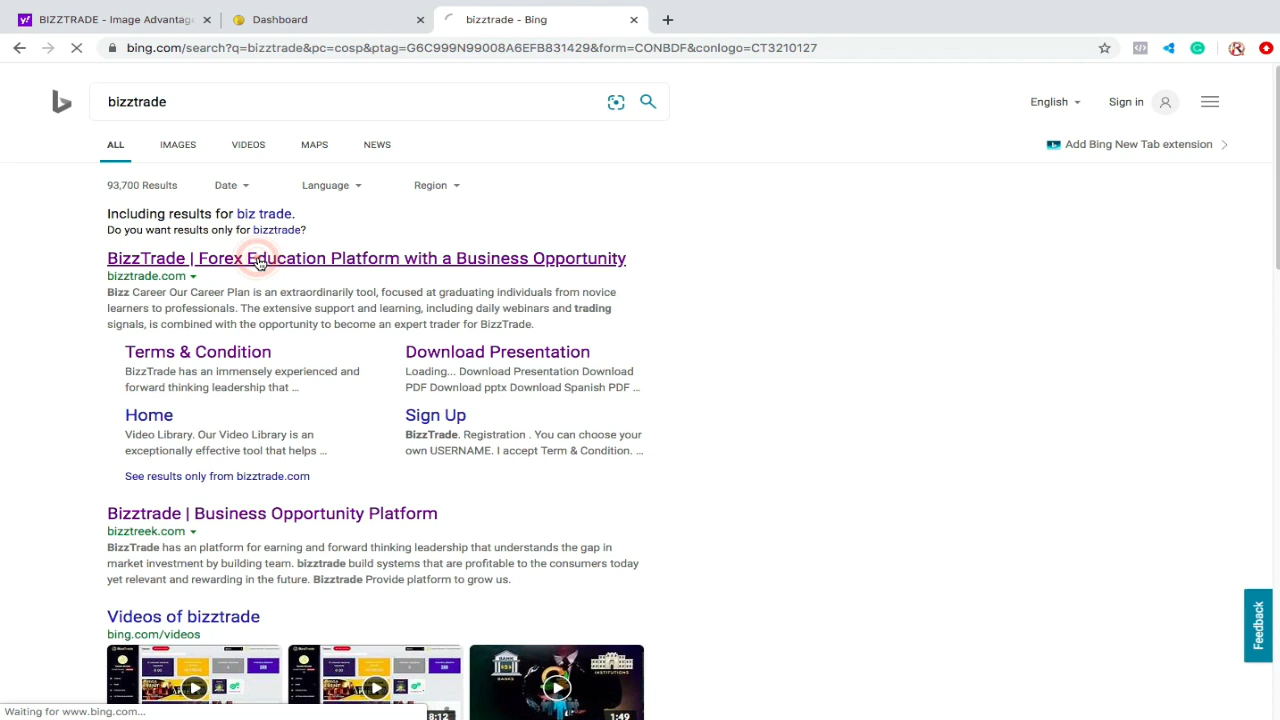 BIZZTRADE - Image Advantag
Dashboard
bizztrade - Bing
bing.com/search?q=bizztrade&pc=cosp&ptag=G6C999N99008A6EFB831429&form=CONBDF&conlogo=CT3210127
bizztrade
English
Sign in
ALL
IMAGES
VIDEOS
MAPS
NEWS
Add Bing New Tab extension
93,700 Results
Date
Language
Region
Including results for biz trade.
Do you want results only for bizztrade?
BizzTrade | Forex Education Platform with a Business Opportunity
bizztrade.com
Bizz Career Our Career Plan is an extraordinarily tool, focused at graduating individuals from novice
learners to professionals. The extensive support and learning, including daily webinars and trading
signals, is combined with the opportunity to become an expert trader for BizzTrade.
Terms & Condition
BizzTrade has an immensely experienced and
forward thinking leadership that ...
Download Presentation
Loading... Download Presentation Download
PDF Download pptx Download Spanish PDF ...
Home
Video Library. Our Video Library is an
exceptionally effective tool that helps ...
Sign Up
BizzTrade. Registration . You can choose your
own USERNAME. I accept Term & Condition. ...
See results only from bizztrade.com
Bizztrade | Business Opportunity Platform
bizztreek.com
BizzTrade has an platform for earning and forward thinking leadership that understands the gap in
market investment by building team. bizztrade build systems that are profitable to the consumers today
yet relevant and rewarding in the future. Bizztrade Provide platform to grow us.
Videos of bizztrade
bing.com/videos
BANKS
INSTITUTIONS
8:12
1:49
Feedback
Waiting for www.bing.com...